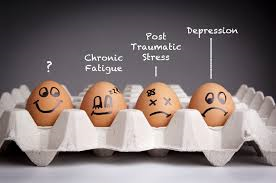 ?
Chronic
Fatigue
Post
Traumatic
Stress
Depression